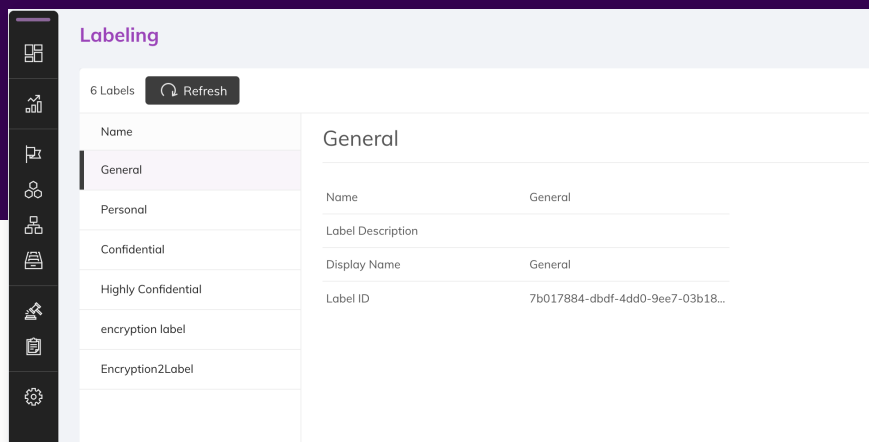 Labeling
6 Labels Refresh
Name
General
Personal
Confidential
Highly Confidential
encryption label
Encryption2Label
General
Name General
Label Description
Display Name General
Label ID 7b017884-dbdf-4dd0-9ee7-03b18...